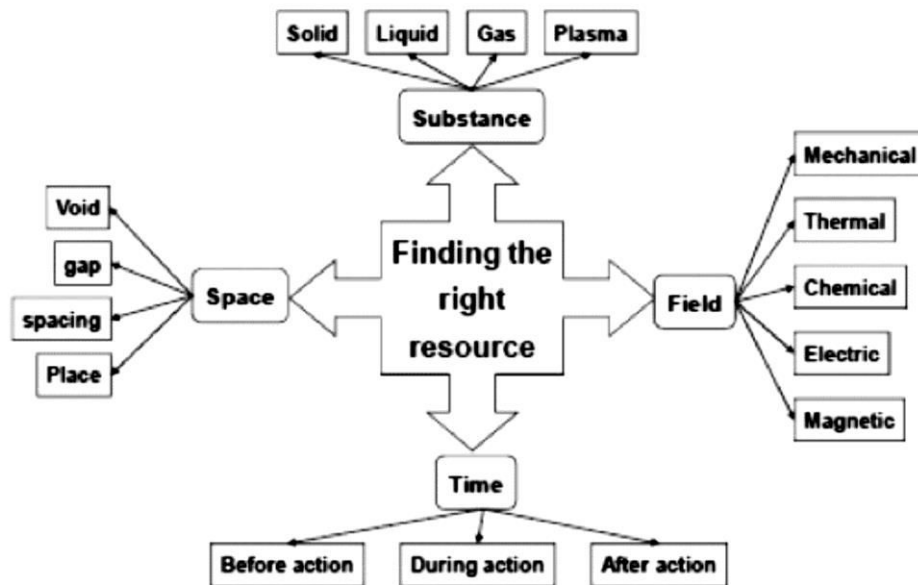 Solid
Liquid
Gas
Plasma
Substance
Mechanical
Void
Thermal
gap
Finding the
Space
right
Field
Chemical
spacing
resource
Electric
Place
Magnetic
Time
Before action
During action
After action